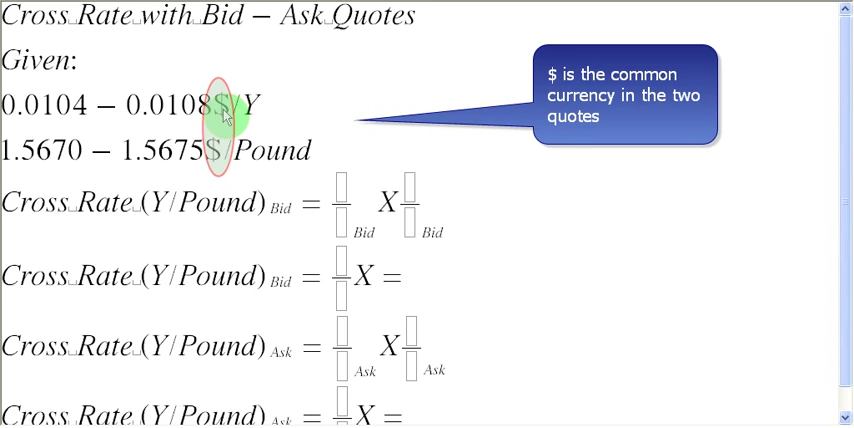 Cross Rate with Bid – Ask Quotes
Given:
0.0104 – 0.0108$/Y
1.5670 – 1.5675$/Pound
$ is the common
currency in the two
quotes
Cross Rate (Y/Pound) Bid = Bid X Bid
Cross Rate (Y/Pound) Bid = X =
Cross Rate (Y/Pound) Ask = Ask X Ask
Cross Rate (Y/Pound) Ask = X =